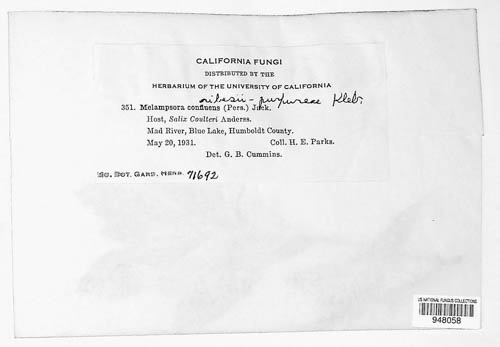 CALIFORNIA FUNGI
DISTRIBUTED BY THE
HERBARIUM OF THE UNIVERSITY OF CALIFORNIA
ribesii-purpureae Kleb.
351. Melampsora confluens (Pers.) Jack.
Host, Salix Coulteri Anderss.
Mad River, Blue Lake, Humboldt County.
May 20, 1931. Coll. H. E. Parks.
Det. G. B. Cummins.
Mo. Bot. Gard. Herb. 71692
US NATIONAL FUNGUS COLLECTIONS
948058